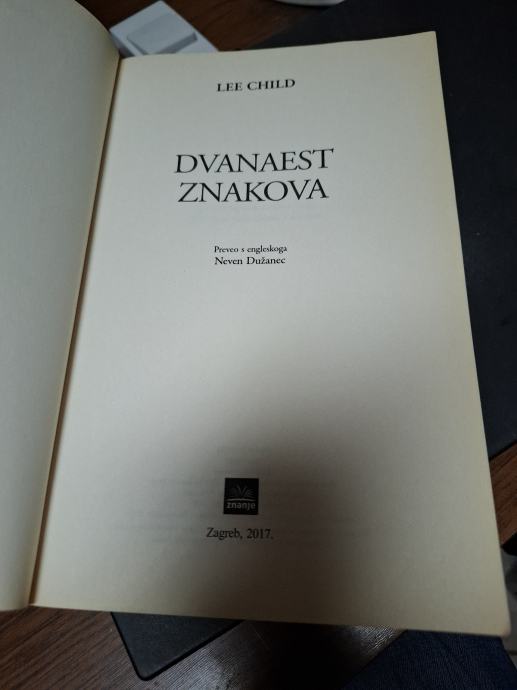 LEE CHILD
DVANAEST
ZNAKOVA
Preveo s engleskoga
Neven Dužanec
znanje
Zagreb, 2017.